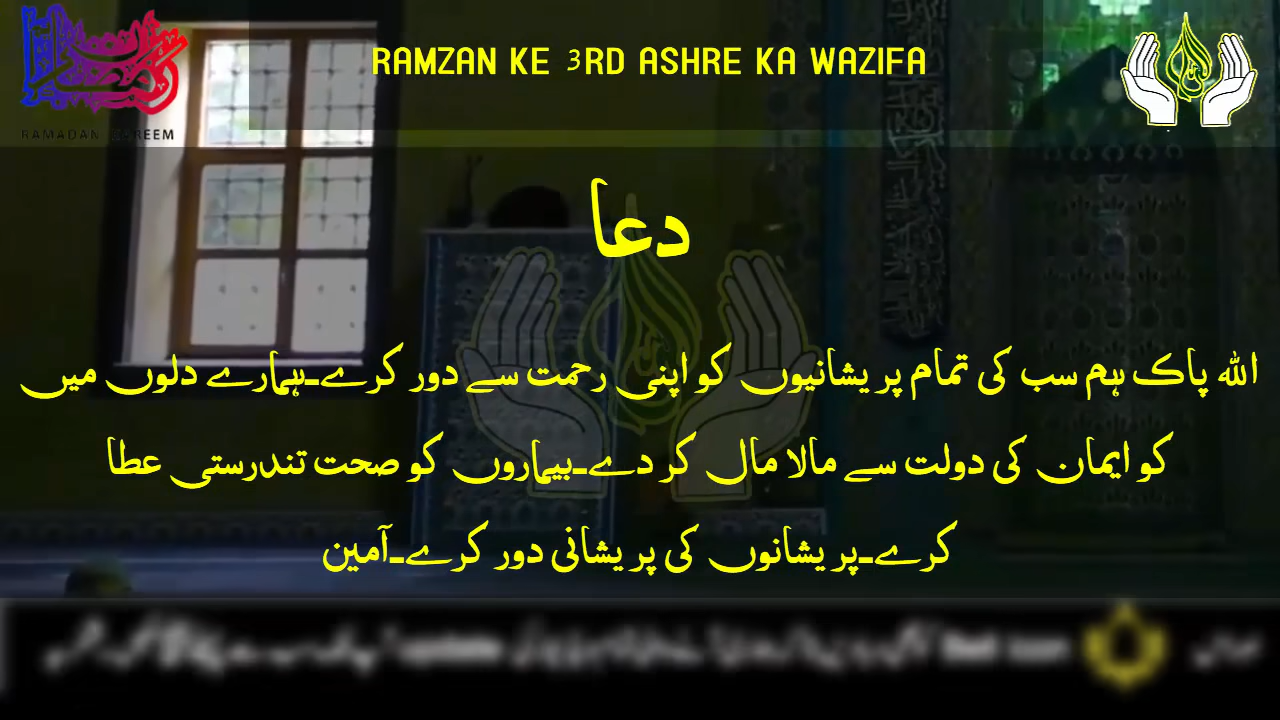 RAMZAN KE 3RD ASHRE KA WAZIFA
RAMADAN KAREEM
دعا
اللہ پاک ہم سب کی تمام پریشانیوں کو اپنی رحمت سے دور کرے۔ہمارے دلوں میں
کو ایمان کی دولت سے مالا مال کر دے۔بیماروں کو صحت تندرستی عطا
کرے۔پریشانوں کی پریشانی دور کرے۔آمین